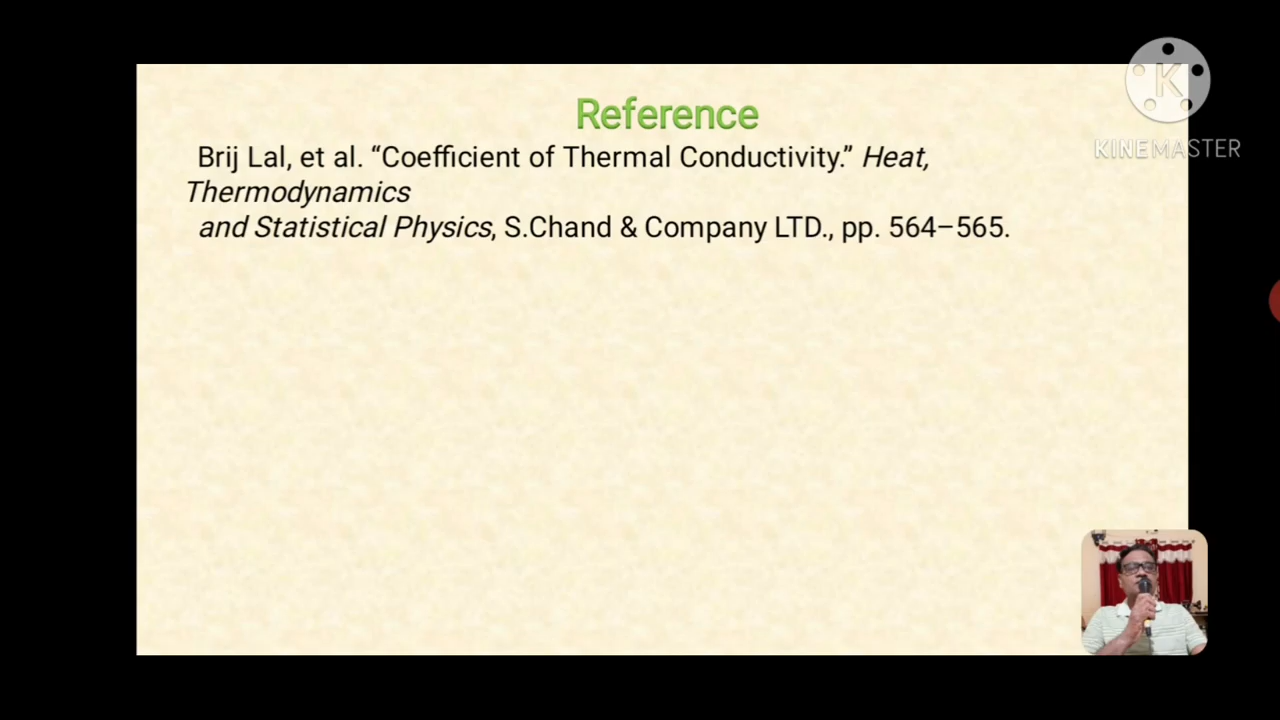 Reference
Brij Lal, et al. “Coefficient of Thermal Conductivity.” Heat,
Thermodynamics
and Statistical Physics, S.Chand & Company LTD., pp. 564–565.
K
KINEMASTER